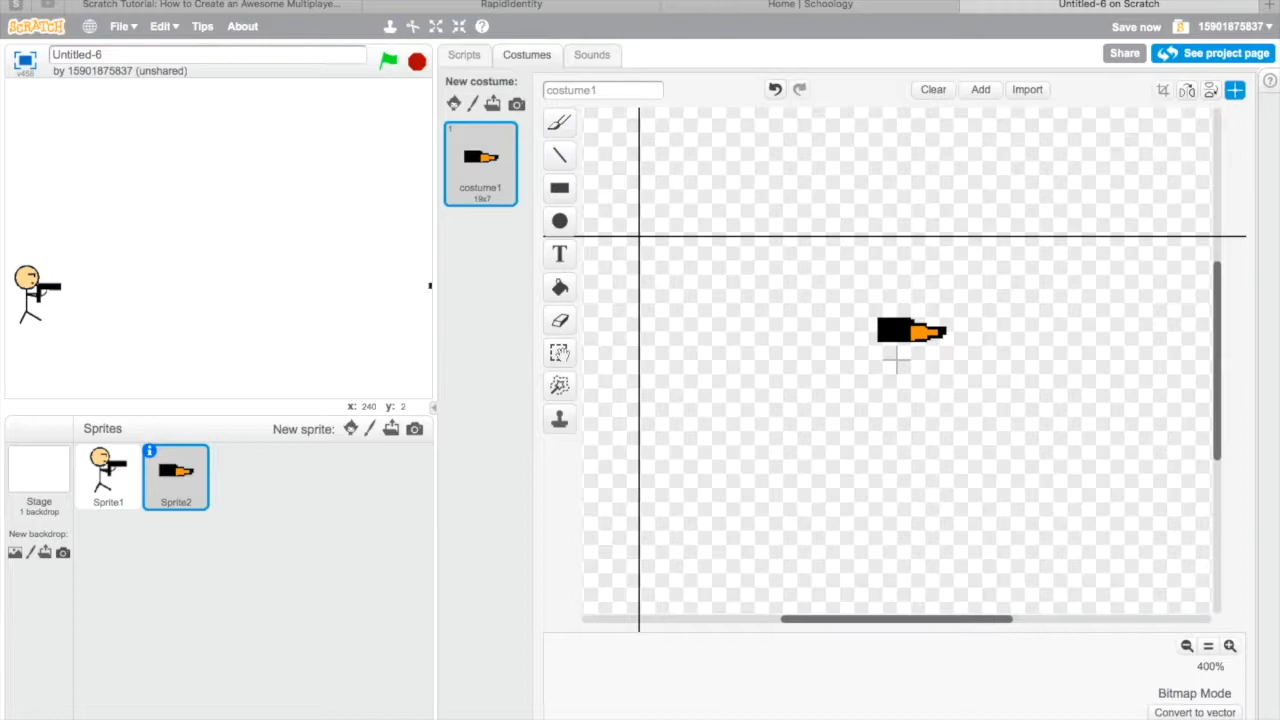 Scratch Tutorial: How to Create an Awesome Multiplaye...
RapidIdentity
Home | Schoology
Untitled-6 on Scratch
SCRATCH
File
Edit
Tips
About
Save now
15901875837
v456
Untitled-6
by 15901875837 (unshared)
Scripts
Costumes
Sounds
Share
See project page
New costume:
costume1
Clear
Add
Import
1
costume1
19x7
T
x: 240 y: 2
Sprites
New sprite:
Stage
1 backdrop
New backdrop:
Sprite1
Sprite2
400%
Bitmap Mode
Convert to vector